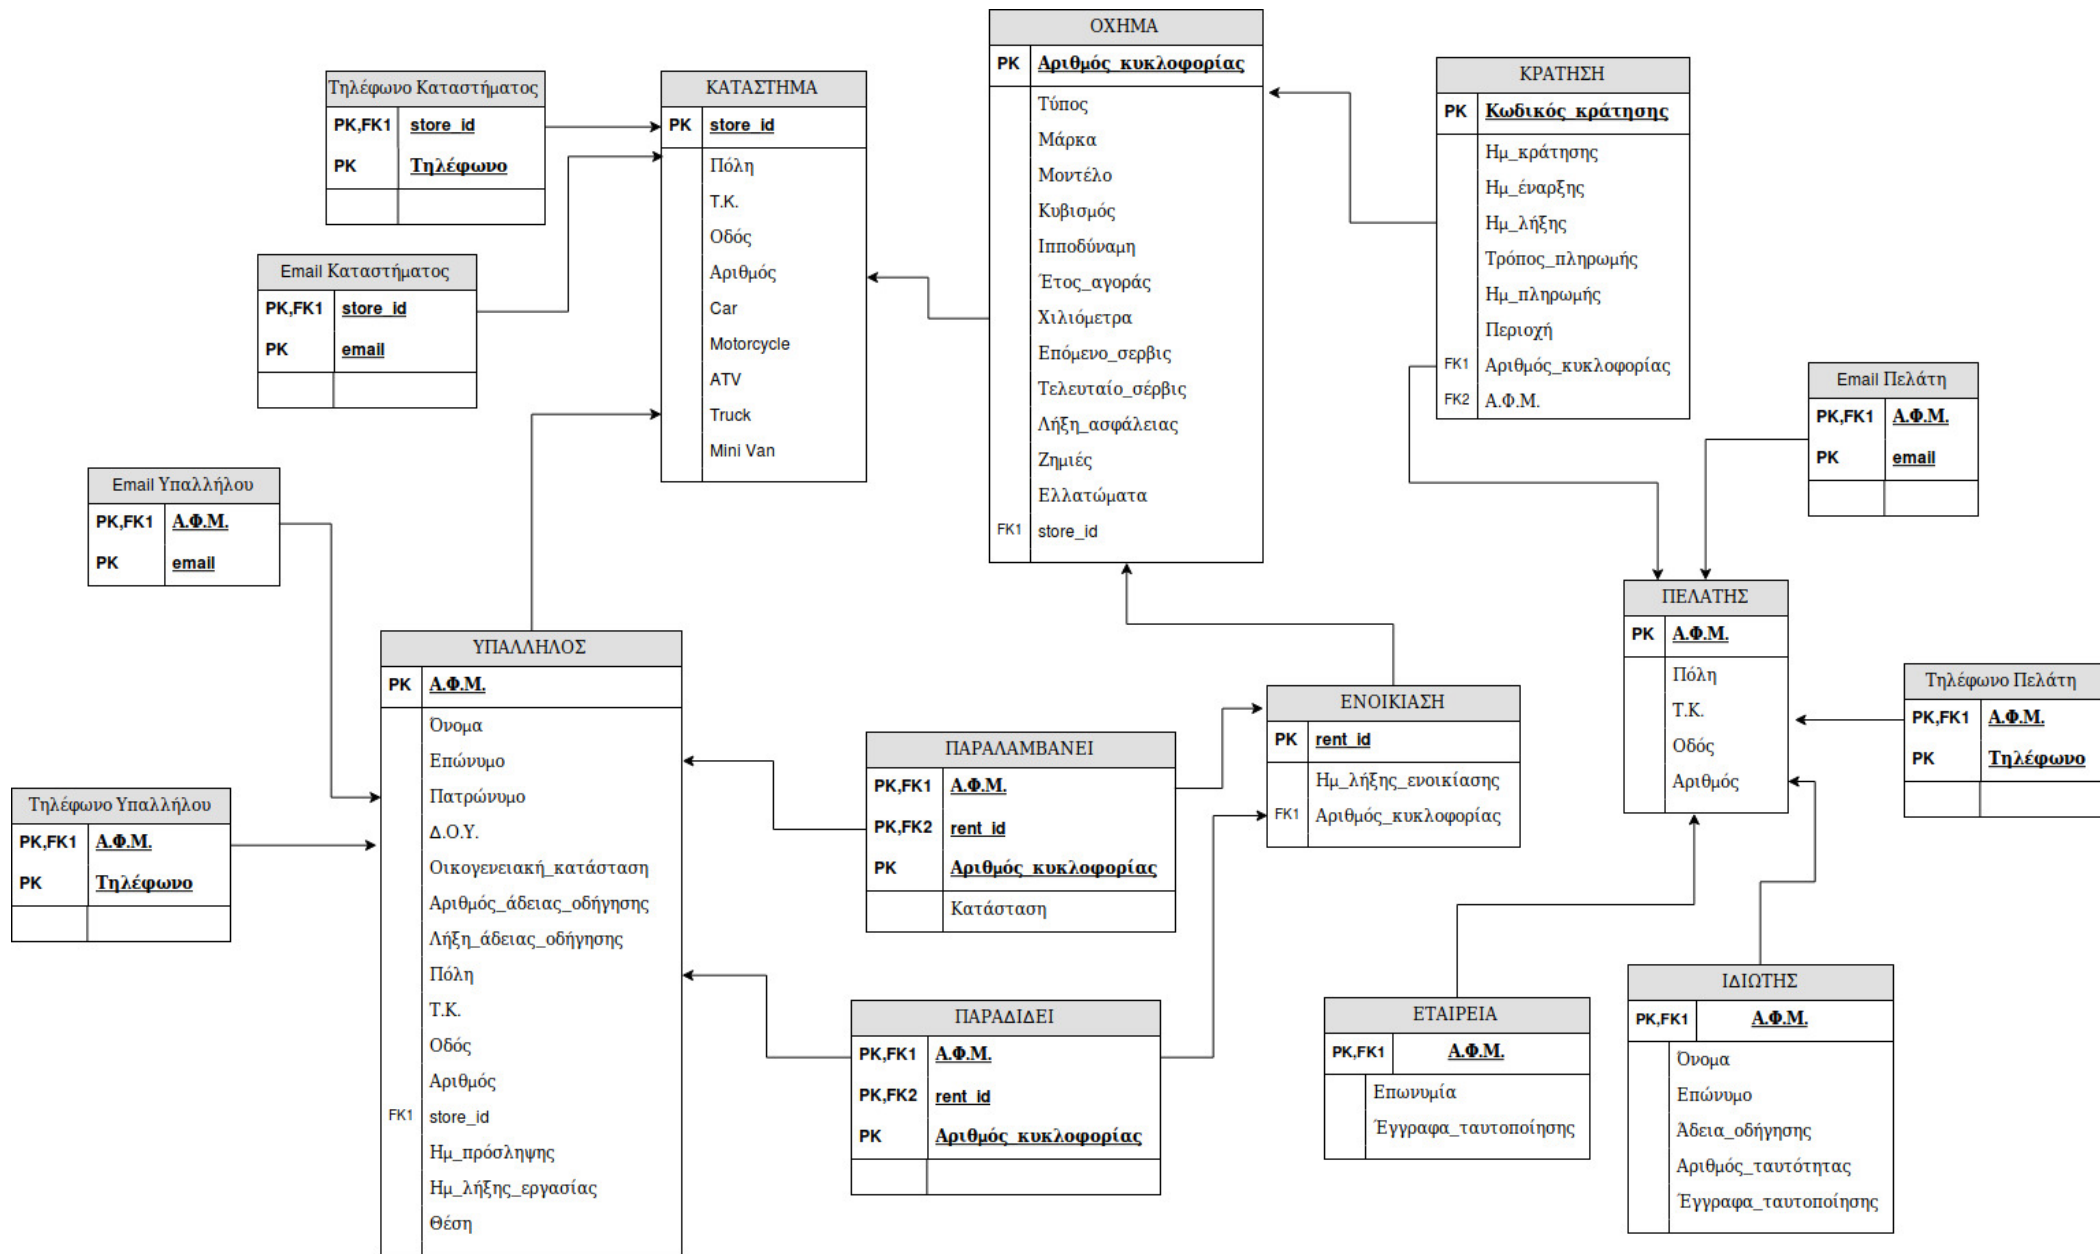 Τηλέφωνο Καταστήματος
PK,FK1 store_id
PK Τηλέφωνο
Email Καταστήματος
PK,FK1 store_id
PK email
ΚΑΤΑΣΤΗΜΑ
PK store_id
Πόλη
Τ.Κ.
Οδός
Αριθμός
Car
Motorcycle
ATV
Truck
Mini Van
ΟΧΗΜΑ
PK Αριθμός_κυκλοφορίας
Τύπος
Μάρκα
Μοντέλο
Κυβισμός
Ιπποδύναμη
Έτος_αγοράς
Χιλιόμετρα
Επόμενο_σερβις
Τελευταίο_σέρβις
Λήξη_ασφάλειας
Ζημιές
Ελλατώματα
FK1 store_id
ΚΡΑΤΗΣΗ
PK Κωδικός_κράτησης
Ημ_κράτησης
Ημ_έναρξης
Ημ_λήξης
Τρόπος_πληρωμής
Ημ_πληρωμής
Περιοχή
FK1 Αριθμός_κυκλοφορίας
FK2 Α.Φ.Μ.
Email Πελάτη
PK,FK1 Α.Φ.Μ.
PK email
Email Υπαλλήλου
PK,FK1 Α.Φ.Μ.
PK email
Τηλέφωνο Υπαλλήλου
PK,FK1 Α.Φ.Μ.
PK Τηλέφωνο
ΥΠΑΛΛΗΛΟΣ
PK Α.Φ.Μ.
Όνομα
Επώνυμο
Πατρώνυμο
Δ.Ο.Υ.
Οικογενειακή_κατάσταση
Αριθμός_άδειας_οδήγησης
Λήξη_άδειας_οδήγησης
Πόλη
Τ.Κ.
Οδός
Αριθμός
FK1 store_id
Ημ_πρόσληψης
Ημ_λήξης_εργασίας
Θέση
ΠΑΡΑΛΑΜΒΑΝΕΙ
PK,FK1 Α.Φ.Μ.
PK,FK2 rent_id
PK Αριθμός_κυκλοφορίας
Κατάσταση
ΠΑΡΑΔΙΔΕΙ
PK,FK1 Α.Φ.Μ.
PK,FK2 rent_id
PK Αριθμός_κυκλοφορίας
ΕΝΟΙΚΙΑΣΗ
PK rent_id
Ημ_λήξης_ενοικίασης
FK1 Αριθμός_κυκλοφορίας
ΠΕΛΑΤΗΣ
PK Α.Φ.Μ.
Πόλη
Τ.Κ.
Οδός
Αριθμός
Τηλέφωνο Πελάτη
PK,FK1 Α.Φ.Μ.
PK Τηλέφωνο
ΕΤΑΙΡΕΙΑ
PK,FK1 Α.Φ.Μ.
Επωνυμία
Έγγραφα_ταυτοποίησης
ΙΔΙΩΤΗΣ
PK,FK1 Α.Φ.Μ.
Όνομα
Επώνυμο
Άδεια_οδήγησης
Αριθμός_ταυτότητας
Έγγραφα_ταυτοποίησης